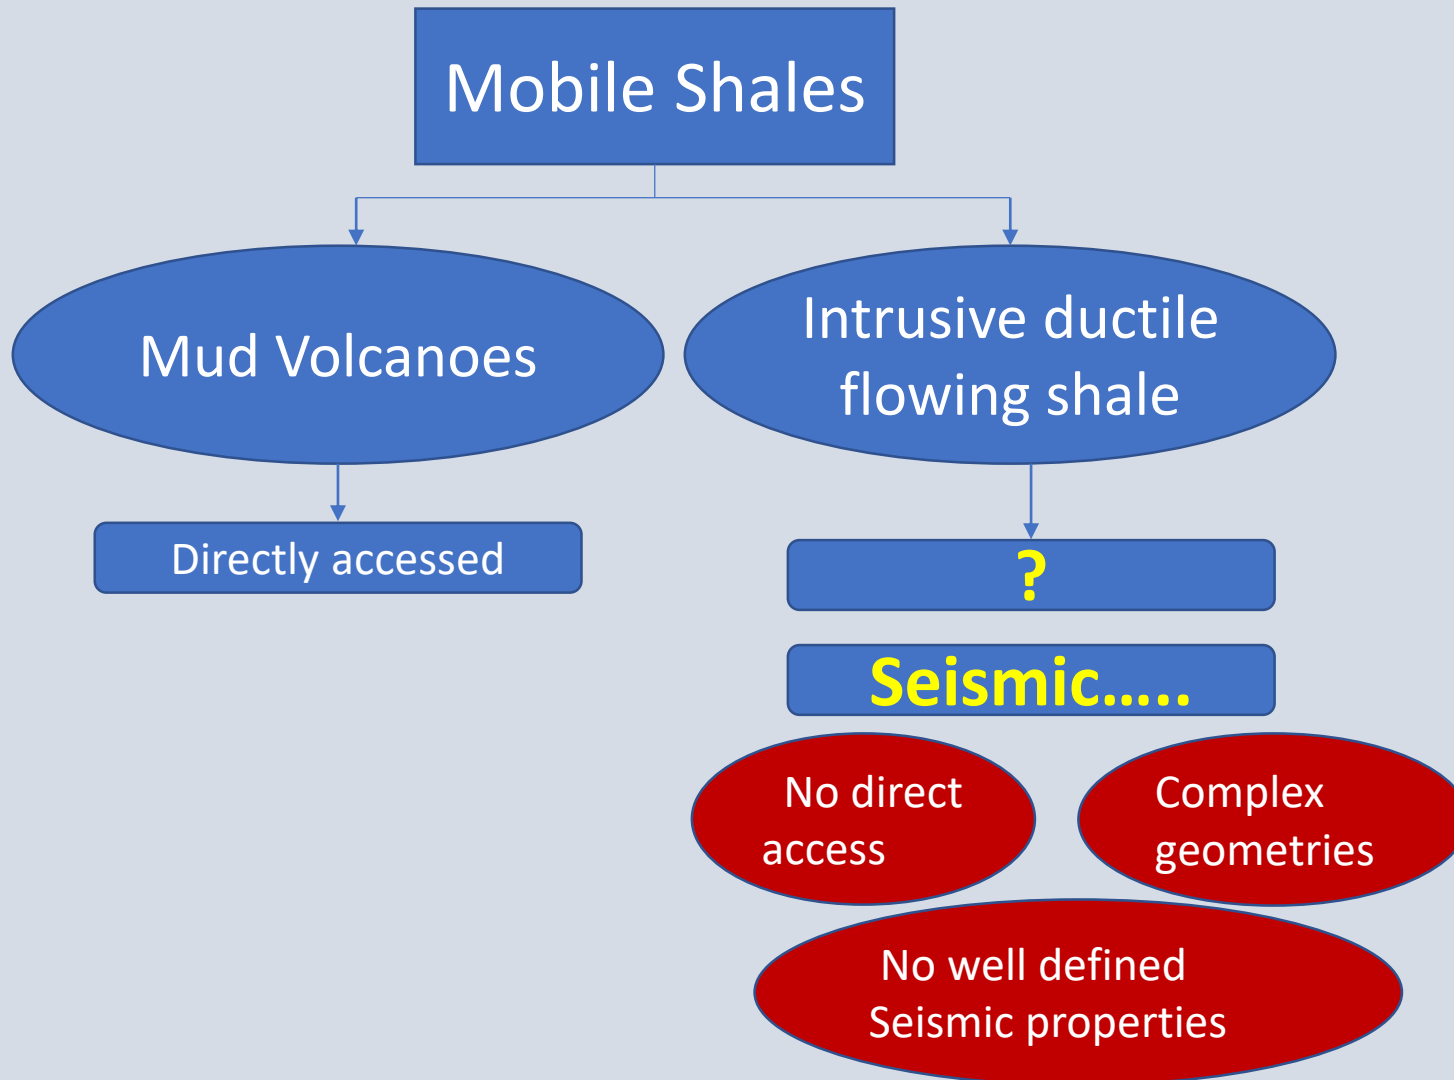 Mobile Shales
Mud Volcanoes
Intrusive ductile
flowing shale
Directly accessed
?
Seismic.....
No direct
access
Complex
geometries
No well defined
Seismic properties